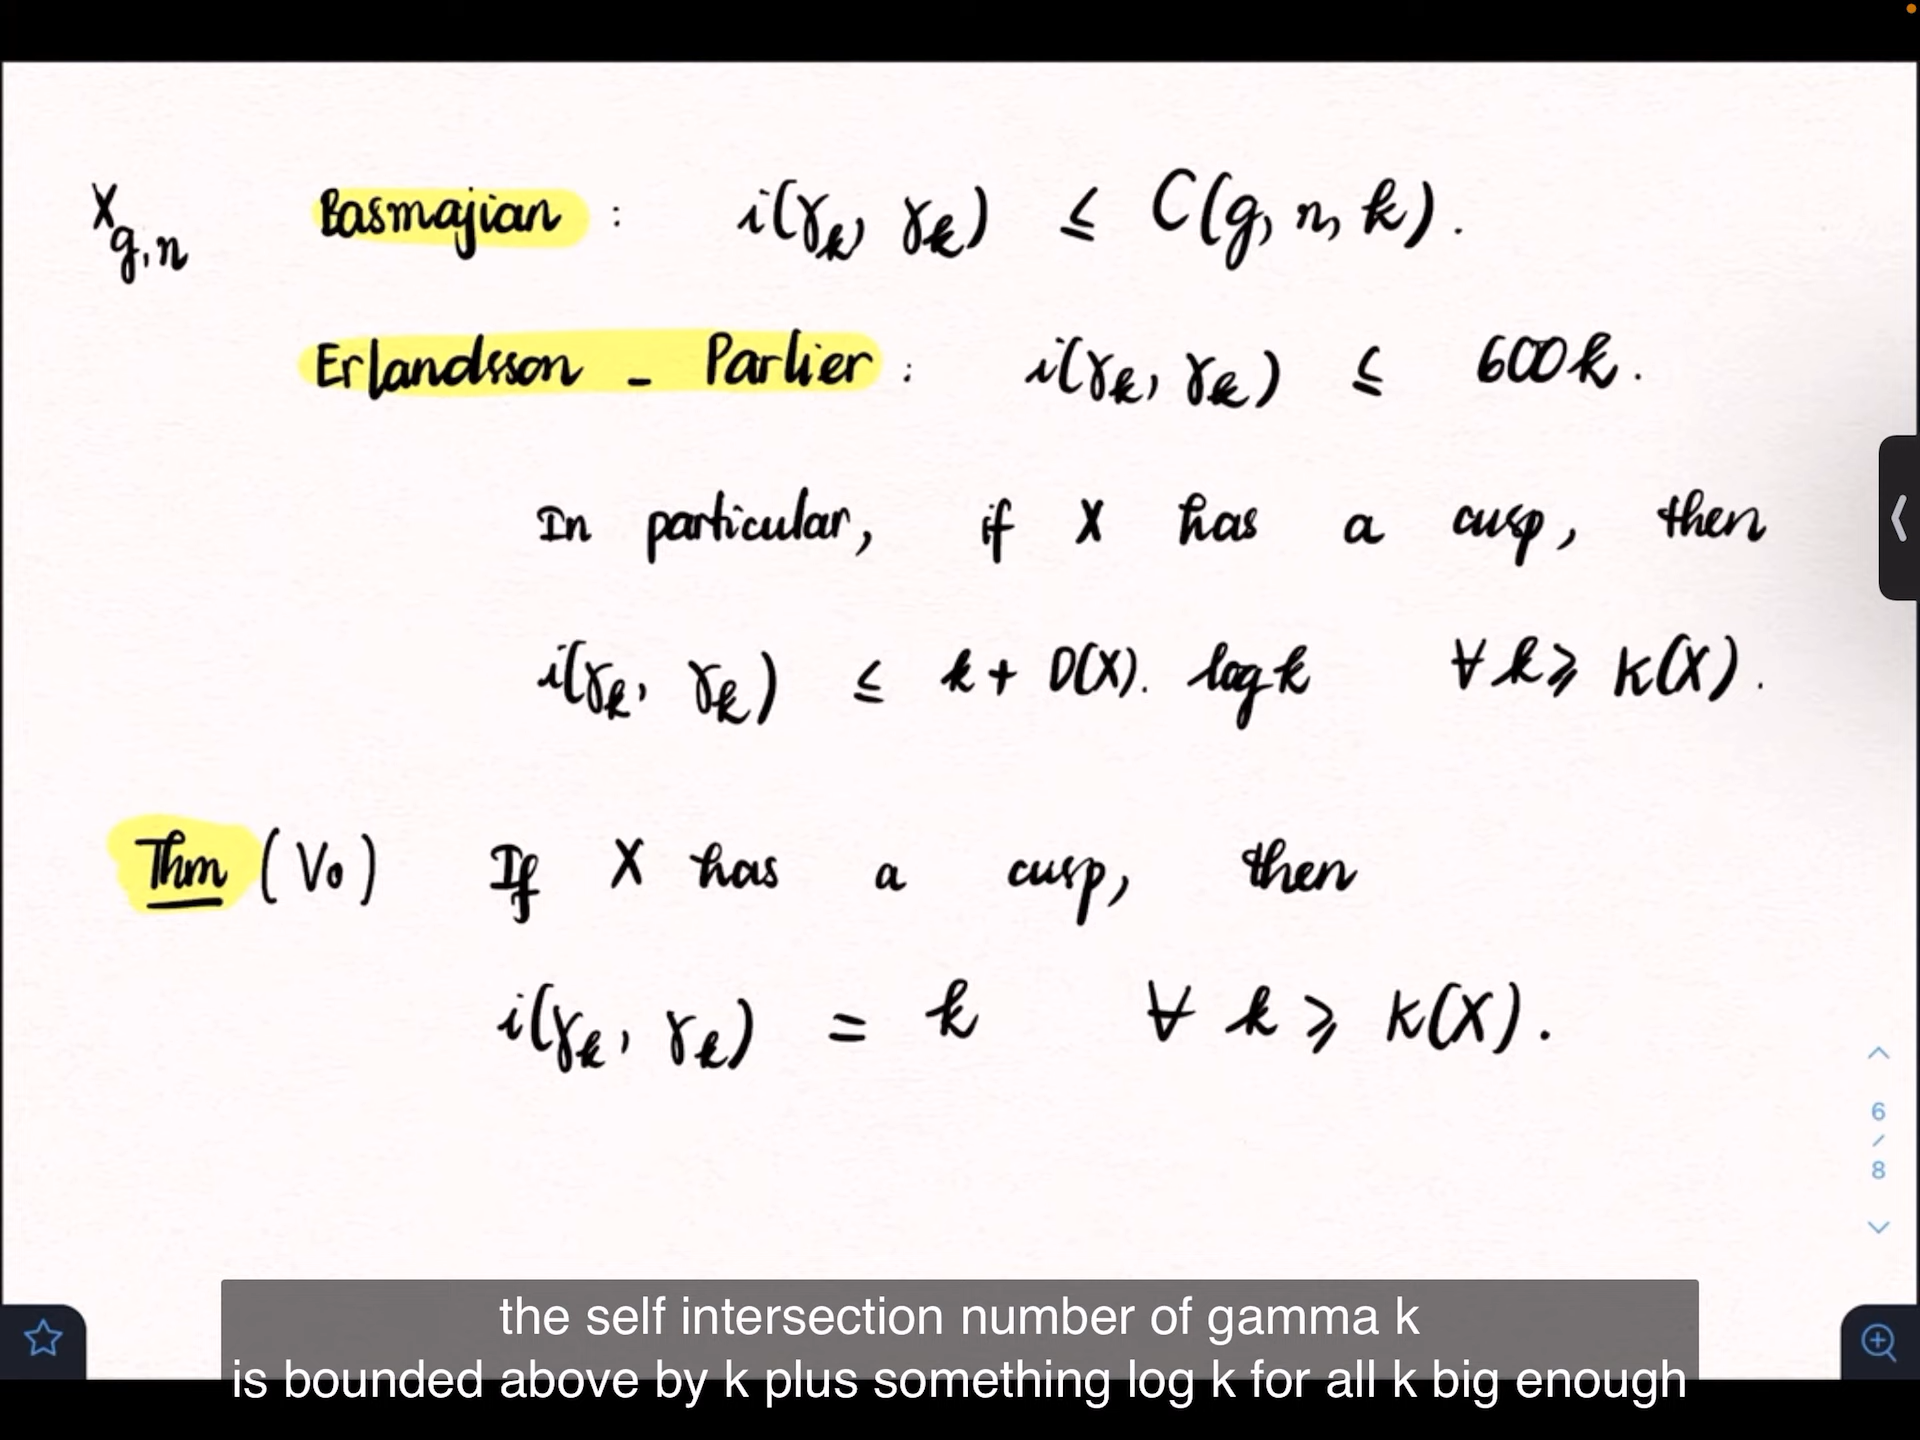 X_{g,n} Basmajian : i(γ_k, γ_k) ≤ C(g, n, k).
Erlandsson - Parlier : i(γ_k, γ_k) ≤ 600k.
In particular, if X has a cusp, then
i(γ_k, γ_k) ≤ k + D(X). log k ∀ k ≥ K(X).
Thm (Vo) If X has a cusp, then
i(γ_k, γ_k) = k ∀ k ≥ K(X).
6
/
8
the self intersection number of gamma k
is bounded above by k plus something log k for all k big enough